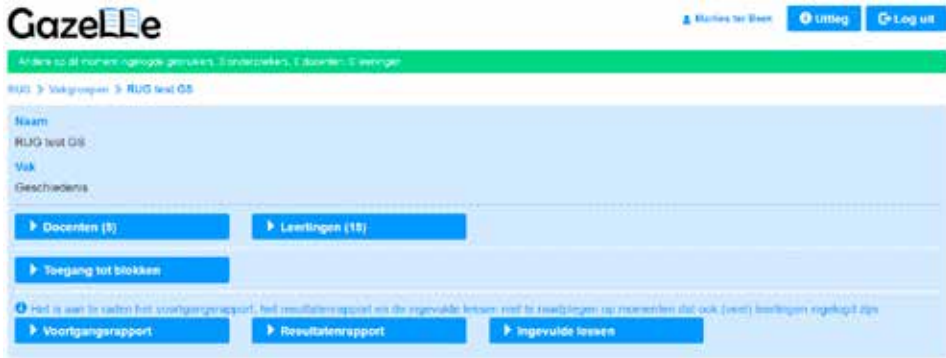 Gazelle
Marlies ter Beek
Uitleg
Log uit
Andere op dit moment ingelogde gebruikers: 0 onderzoekers, 0 docenten, 0 leerlingen
RUG > Vakgroepen > RUG test GS
Naam
RUG test GS
Vak
Geschiedenis
Docenten (5)
Leerlingen (18)
Toegang tot blokken
Het is aan te raden het voortgangsrapport, het resultatenrapport en de ingevulde lessen niet te raadplegen op momenten dat ook (veel) leerlingen ingelogd zijn
Voortgangsrapport
Resultatenrapport
Ingevulde lessen